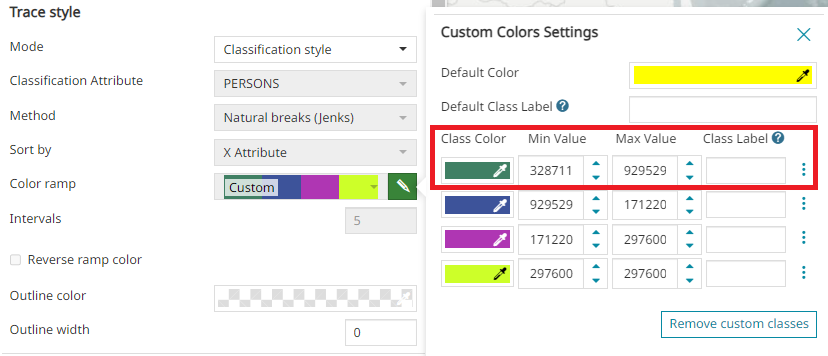 Trace style
Mode
Classification style
Classification Attribute
PERSONS
Method
Natural breaks (Jenks)
Sort by
X Attribute
Color ramp
Custom
Intervals
5
Reverse ramp color
Outline color
Outline width
0
Custom Colors Settings
Default Color
Default Class Label ?
Class Color Min Value Max Value Class Label ?
328711 929529
929529 171220
171220 297600
297600 297600
Remove custom classes